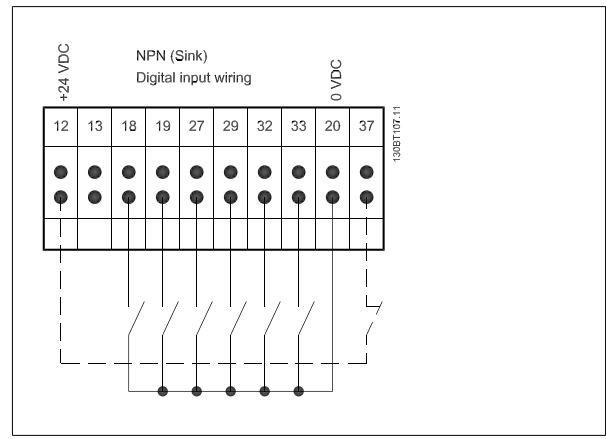 +24 VDC
NPN (Sink)
Digital input wiring
0 VDC
12 13 18 19 27 29 32 33 20 37
130BT107.11